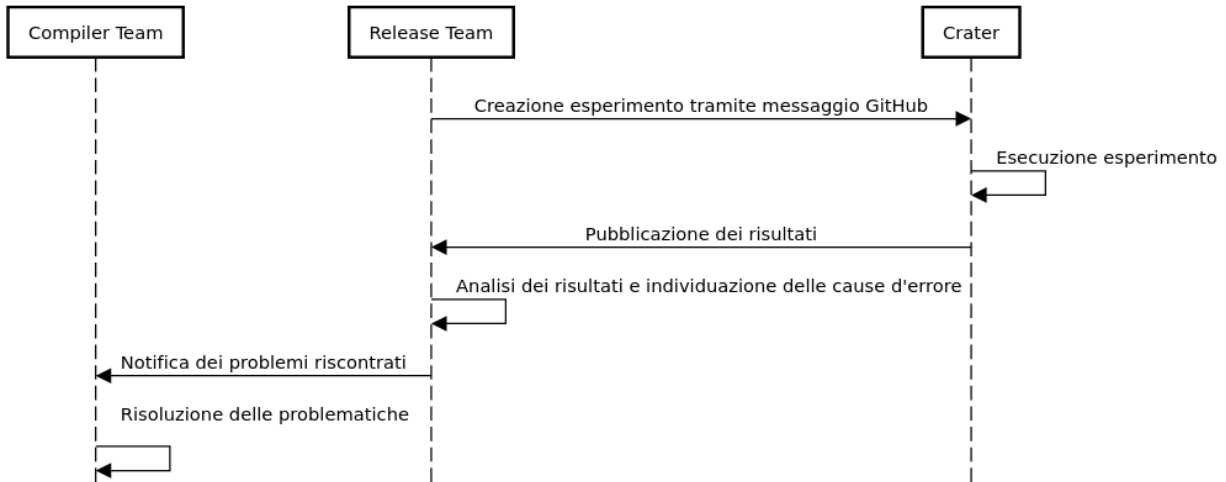 Compiler Team
Release Team
Crater
Creazione esperimento tramite messaggio GitHub
Esecuzione esperimento
Pubblicazione dei risultati
Analisi dei risultati e individuazione delle cause d'errore
Notifica dei problemi riscontrati
Risoluzione delle problematiche